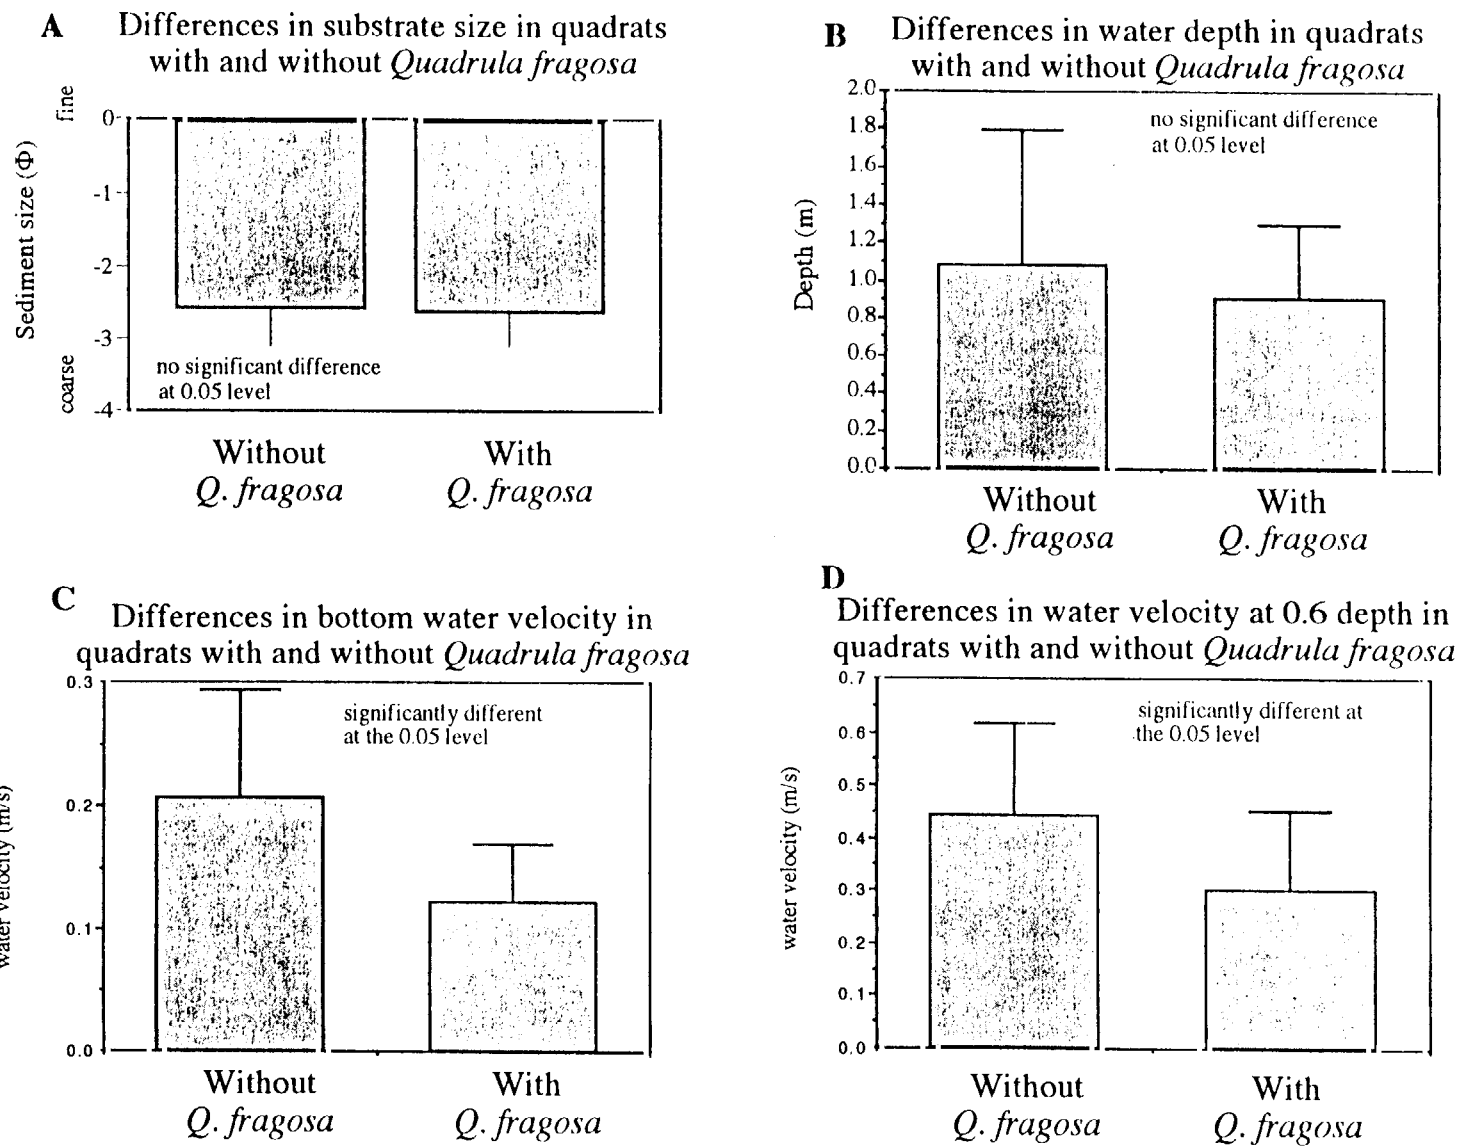 A
Differences in substrate size in quadrats
with and without Quadrula fragosa
fine
Sediment size (Φ)
coarse
0
-1
-2
-3
-4
no significant difference
at 0.05 level
Without
Q. fragosa
With
Q. fragosa
B
Differences in water depth in quadrats
with and without Quadrula fragosa
Depth (m)
2.0
1.8
1.6
1.4
1.2
1.0
0.8
0.6
0.4
0.2
0.0
no significant difference
at 0.05 level
Without
Q. fragosa
With
Q. fragosa
C
Differences in bottom water velocity in
quadrats with and without Quadrula fragosa
water velocity (m/s)
0.3
0.2
0.1
0.0
significantly different
at the 0.05 level
Without
Q. fragosa
With
Q. fragosa
D
Differences in water velocity at 0.6 depth in
quadrats with and without Quadrula fragosa
water velocity (m/s)
0.7
0.6
0.5
0.4
0.3
0.2
0.1
0.0
significantly different at
the 0.05 level
Without
Q. fragosa
With
Q. fragosa